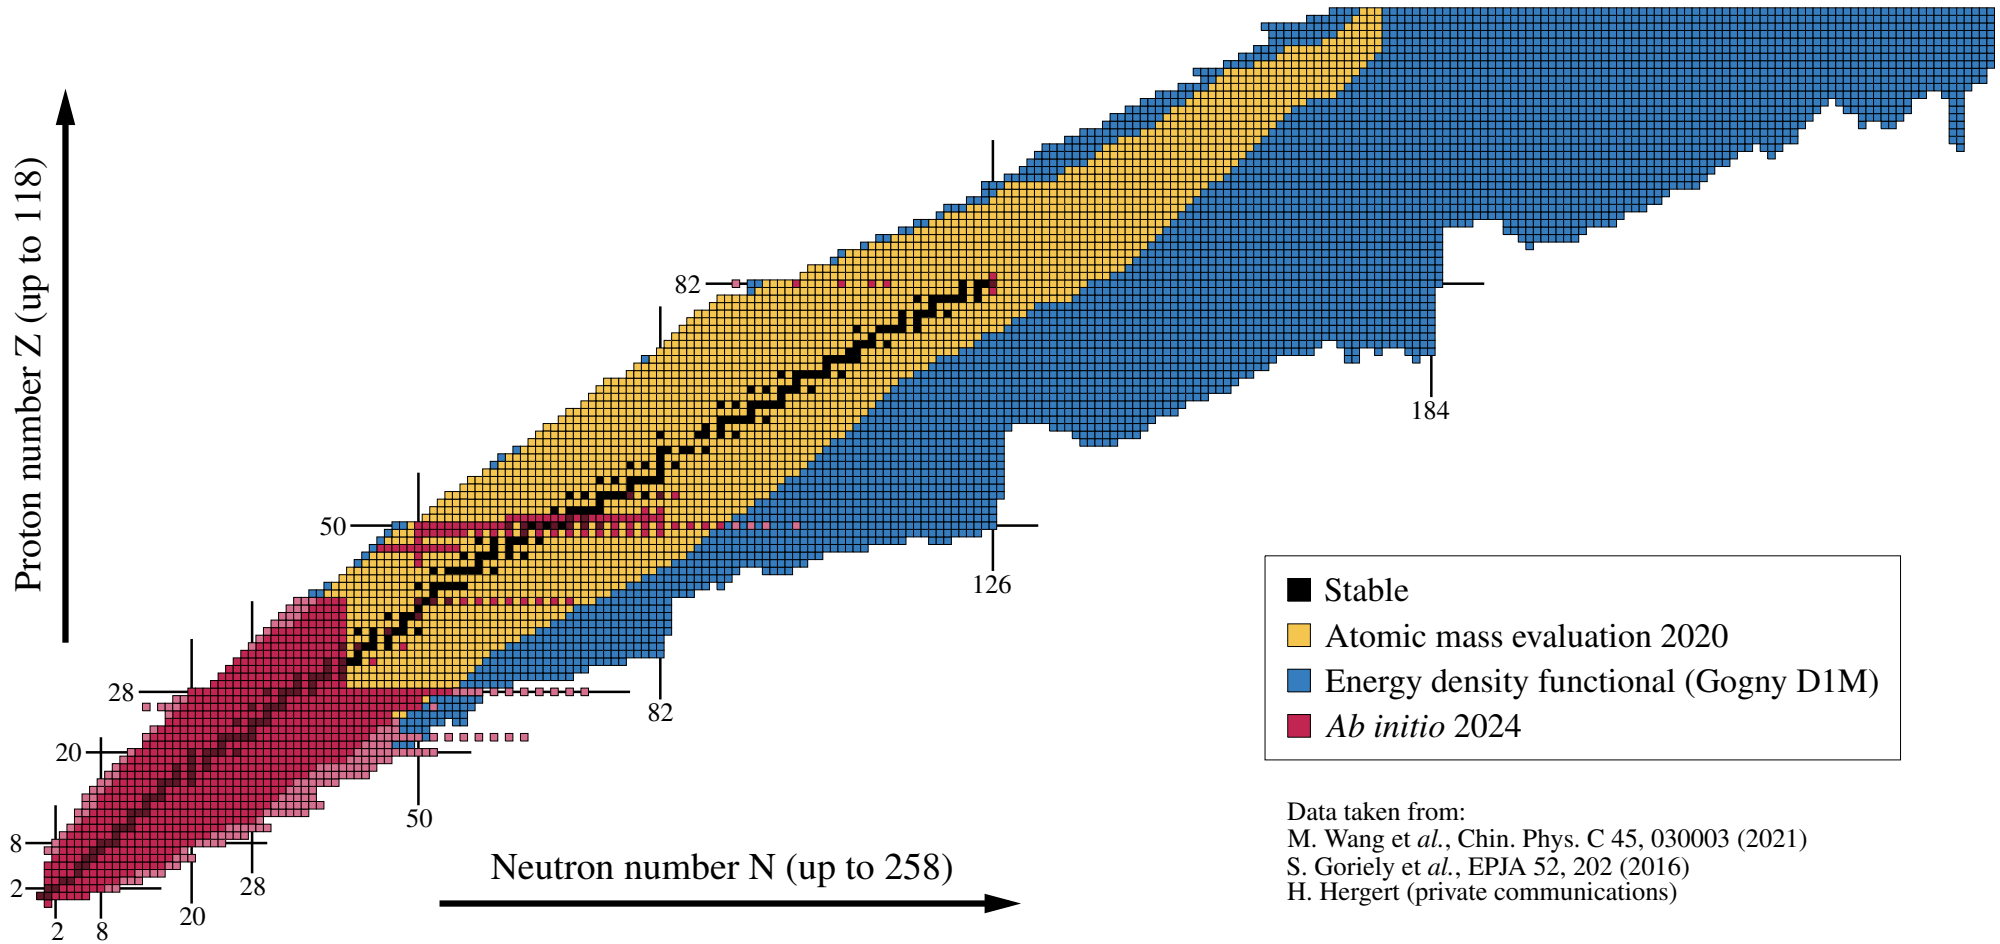 Proton number Z (up to 118)
82
50
28
20
8
2
2
8
20
28
50
82
126
184
Neutron number N (up to 258)
Stable
Atomic mass evaluation 2020
Energy density functional (Gogny D1M)
Ab initio 2024
Data taken from:
M. Wang et al., Chin. Phys. C 45, 030003 (2021)
S. Goriely et al., EPJA 52, 202 (2016)
H. Hergert (private communications)